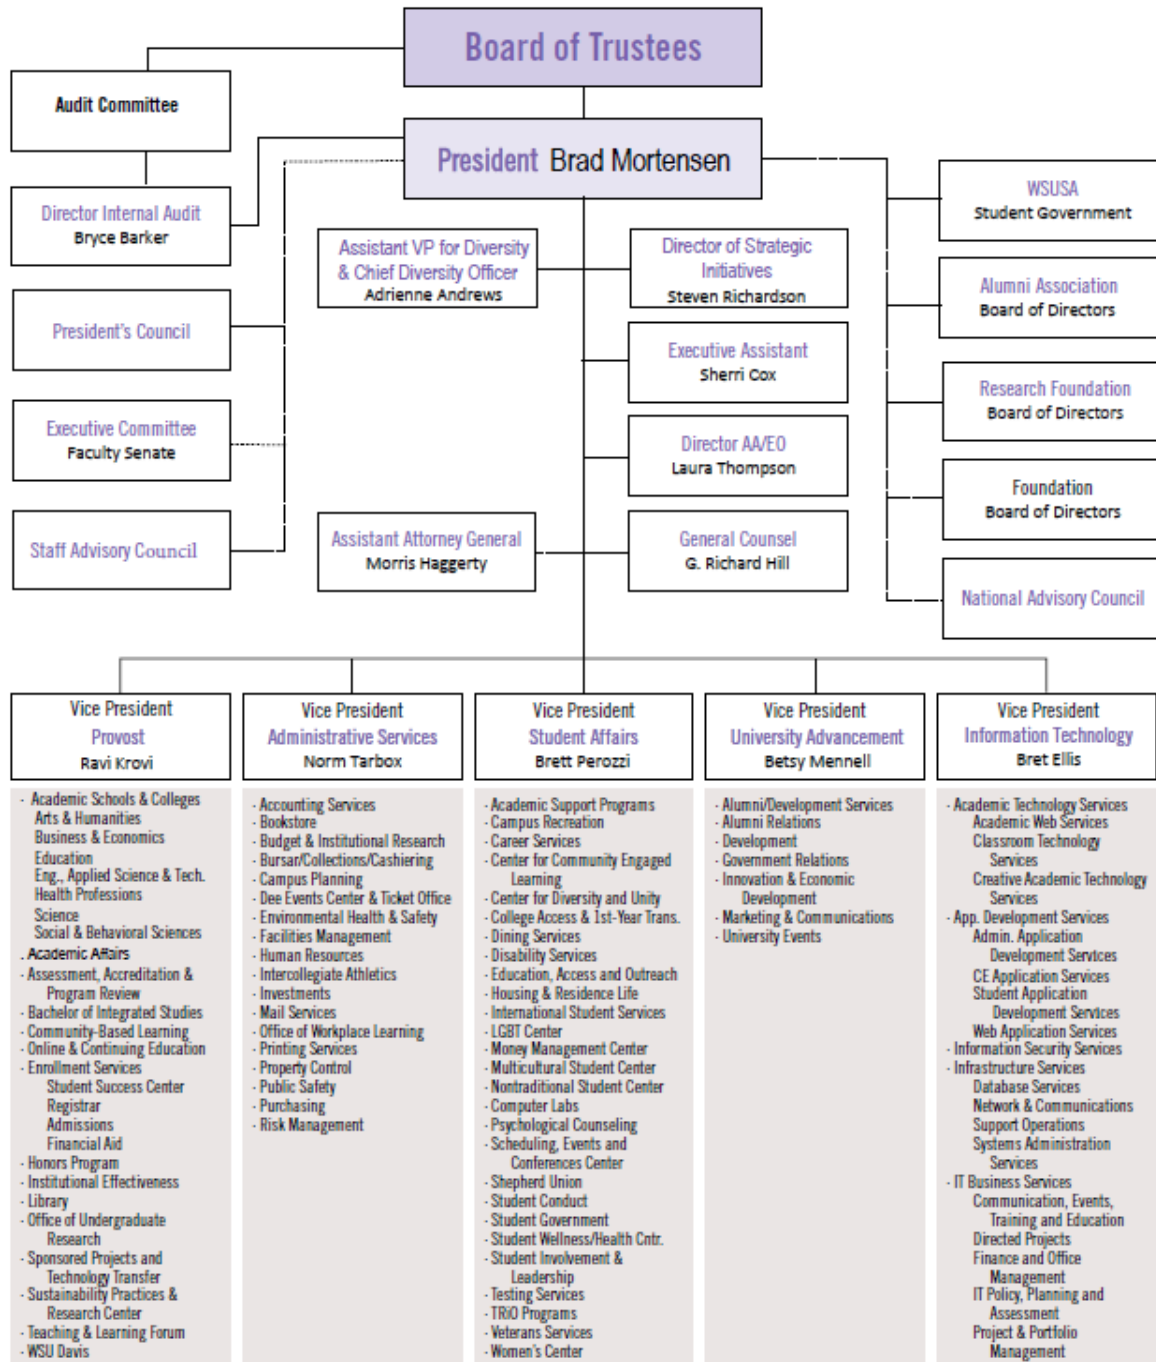 Board of Trustees
Audit Committee
President Brad Mortensen
Director Internal Audit
Bryce Barker
President's Council
Executive Committee
Faculty Senate
Staff Advisory Council
Assistant VP for Diversity
& Chief Diversity Officer
Adrienne Andrews
Director of Strategic
Initiatives
Steven Richardson
Executive Assistant
Sherri Cox
Director AA/EO
Laura Thompson
Assistant Attorney General
Morris Haggerty
General Counsel
G. Richard Hill
WSUSA
Student Government
Alumni Association
Board of Directors
Research Foundation
Board of Directors
Foundation
Board of Directors
National Advisory Council
Vice President
Provost
Ravi Krovi
· Academic Schools & Colleges
Arts & Humanities
Business & Economics
Education
Eng., Applied Science & Tech.
Health Professions
Science
Social & Behavioral Sciences
. Academic Affairs
· Assessment, Accreditation &
Program Review
· Bachelor of Integrated Studies
· Community-Based Learning
· Online & Continuing Education
· Enrollment Services
Student Success Center
Registrar
Admissions
Financial Aid
· Honors Program
· Institutional Effectiveness
· Library
· Office of Undergraduate
Research
· Sponsored Projects and
Technology Transfer
· Sustainability Practices &
Research Center
· Teaching & Learning Forum
· WSU Davis
Vice President
Administrative Services
Norm Tarbox
· Accounting Services
· Bookstore
· Budget & Institutional Research
· Bursar/Collections/Cashiering
· Campus Planning
· Dee Events Center & Ticket Office
· Environmental Health & Safety
· Facilities Management
· Human Resources
· Intercollegiate Athletics
· Investments
· Mail Services
· Office of Workplace Learning
· Printing Services
· Property Control
· Public Safety
· Purchasing
· Risk Management
Vice President
Student Affairs
Brett Perozzi
· Academic Support Programs
· Campus Recreation
· Career Services
· Center for Community Engaged
Learning
· Center for Diversity and Unity
· College Access & 1st-Year Trans.
· Dining Services
· Disability Services
· Education, Access and Outreach
· Housing & Residence Life
· International Student Services
· LGBT Center
· Money Management Center
· Multicultural Student Center
· Nontraditional Student Center
· Computer Labs
· Psychological Counseling
· Scheduling, Events and
Conferences Center
· Shepherd Union
· Student Conduct
· Student Government
· Student Wellness/Health Cntr.
· Student Involvement &
Leadership
· Testing Services
· TRiO Programs
· Veterans Services
· Women's Center
Vice President
University Advancement
Betsy Mennell
· Alumni/Development Services
· Alumni Relations
· Development
· Government Relations
· Innovation & Economic
Development
· Marketing & Communications
· University Events
Vice President
Information Technology
Bret Ellis
· Academic Technology Services
Academic Web Services
Classroom Technology
Services
Creative Academic Technology
Services
· App. Development Services
Admin. Application
Development Services
CE Application Services
Student Application
Development Services
Web Application Services
· Information Security Services
· Infrastructure Services
Database Services
Network & Communications
Support Operations
Systems Administration
Services
· IT Business Services
Communication, Events,
Training and Education
Directed Projects
Finance and Office
Management
IT Policy, Planning and
Assessment
Project & Portfolio
Management